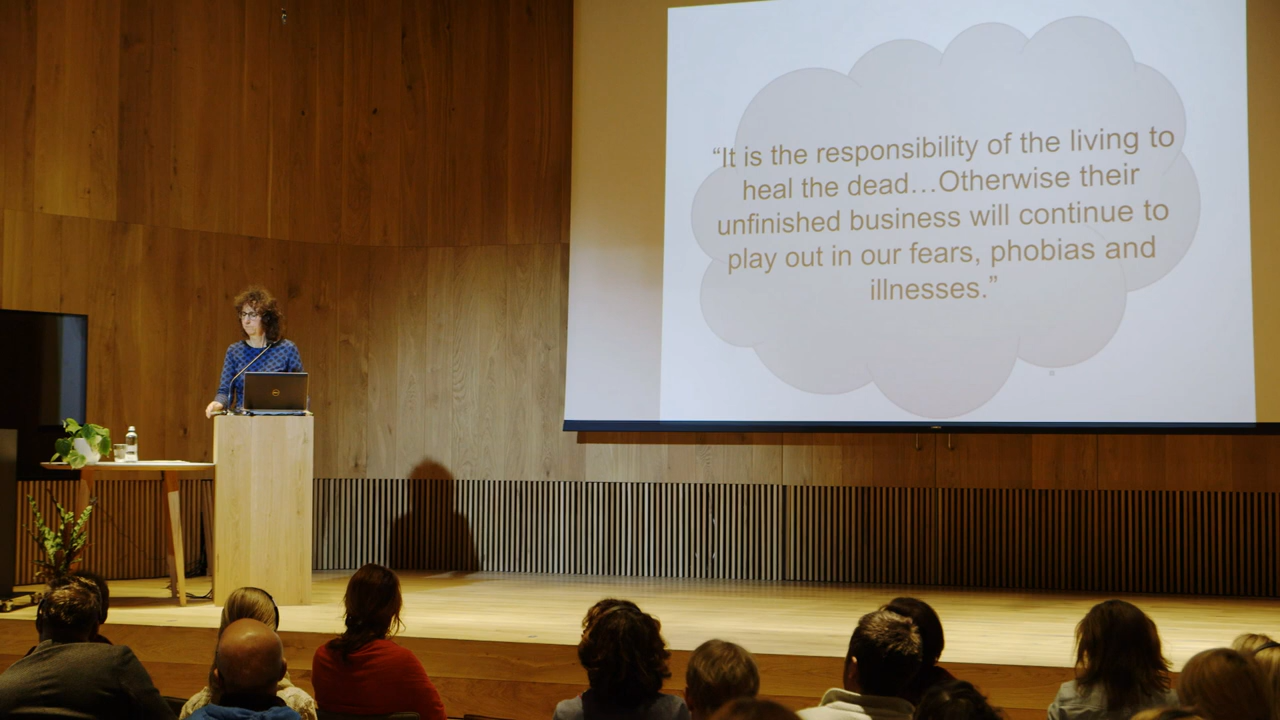 “It is the responsibility of the living to
heal the dead…Otherwise their
unfinished business will continue to
play out in our fears, phobias and
illnesses.”